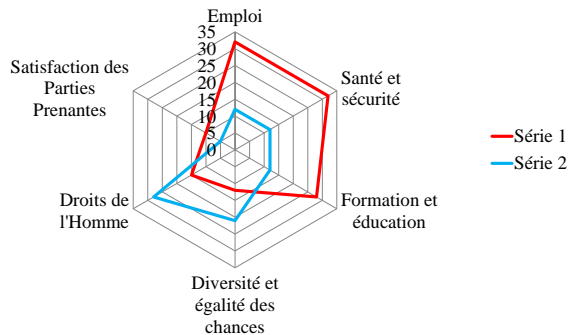 Emploi
35
30
25
20
15
10
5
0
Santé et
sécurité
Formation et
éducation
Diversité et
égalité des
chances
Droits de
l'Homme
Satisfaction des
Parties
Prenantes
Série 1
Série 2